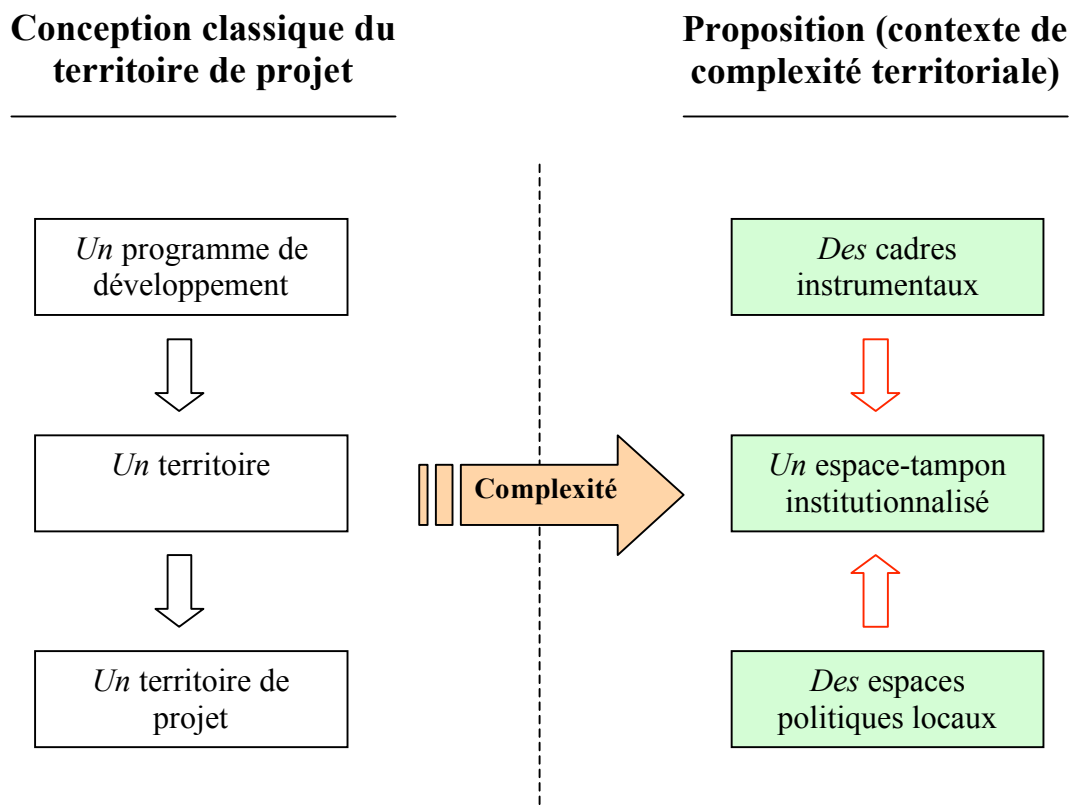 Conception classique du
territoire de projet
Proposition (contexte de
complexité territoriale)
Un programme de
développement
Des cadres
instrumentaux
Un territoire
Complexité
Un espace-tampon
institutionnalisé
Un territoire de
projet
Des espaces
politiques locaux